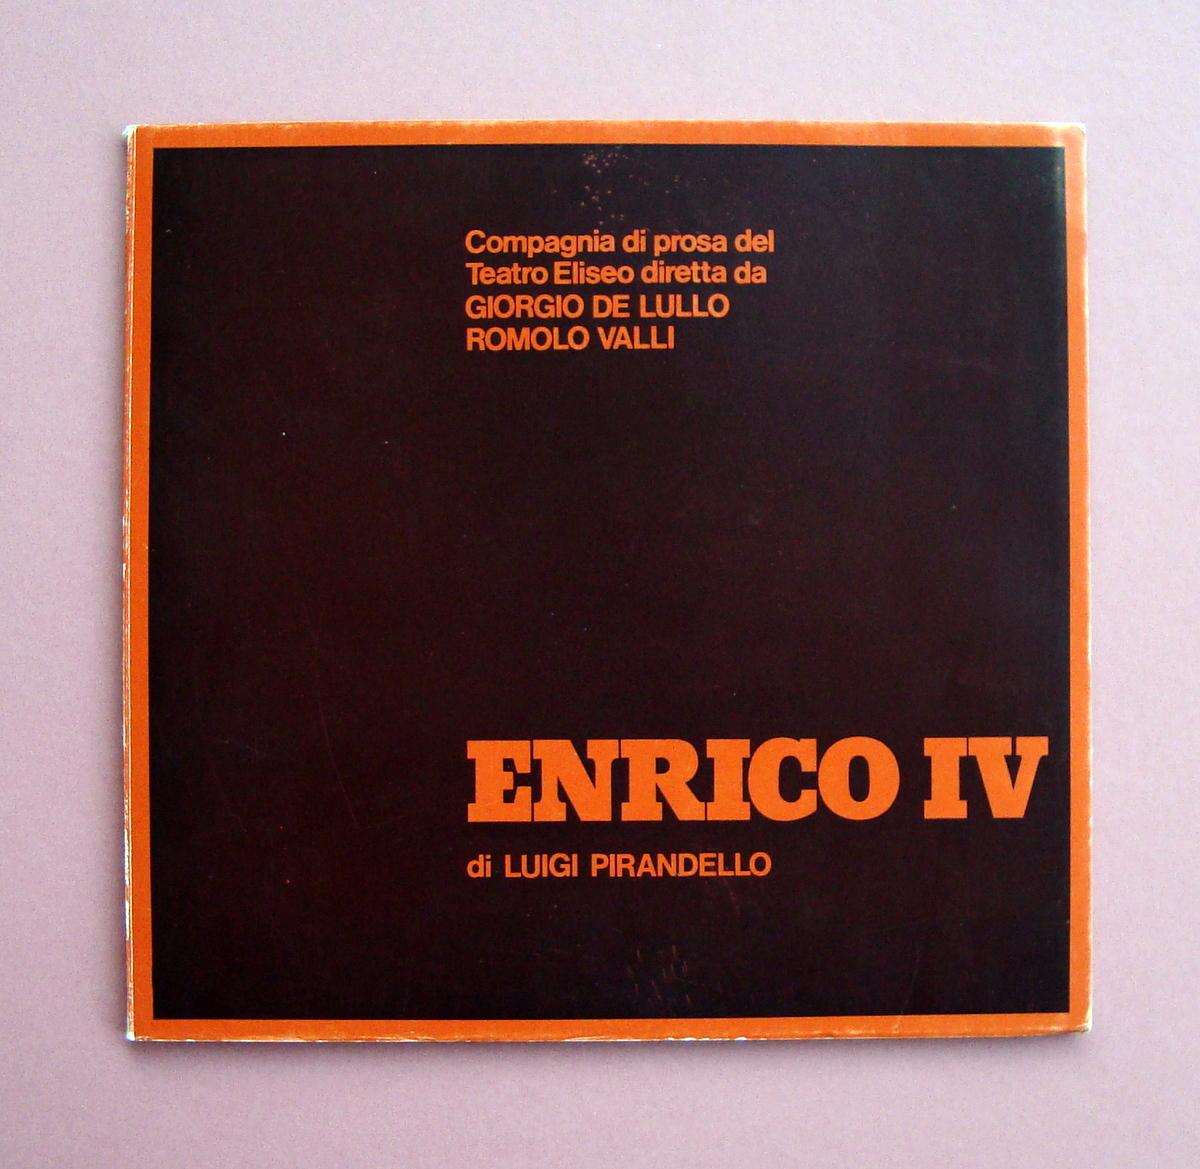 Compagnia di prosa del
Teatro Eliseo diretta da
GIORGIO DE LULLO
ROMOLO VALLI
ENRICO IV
di LUIGI PIRANDELLO